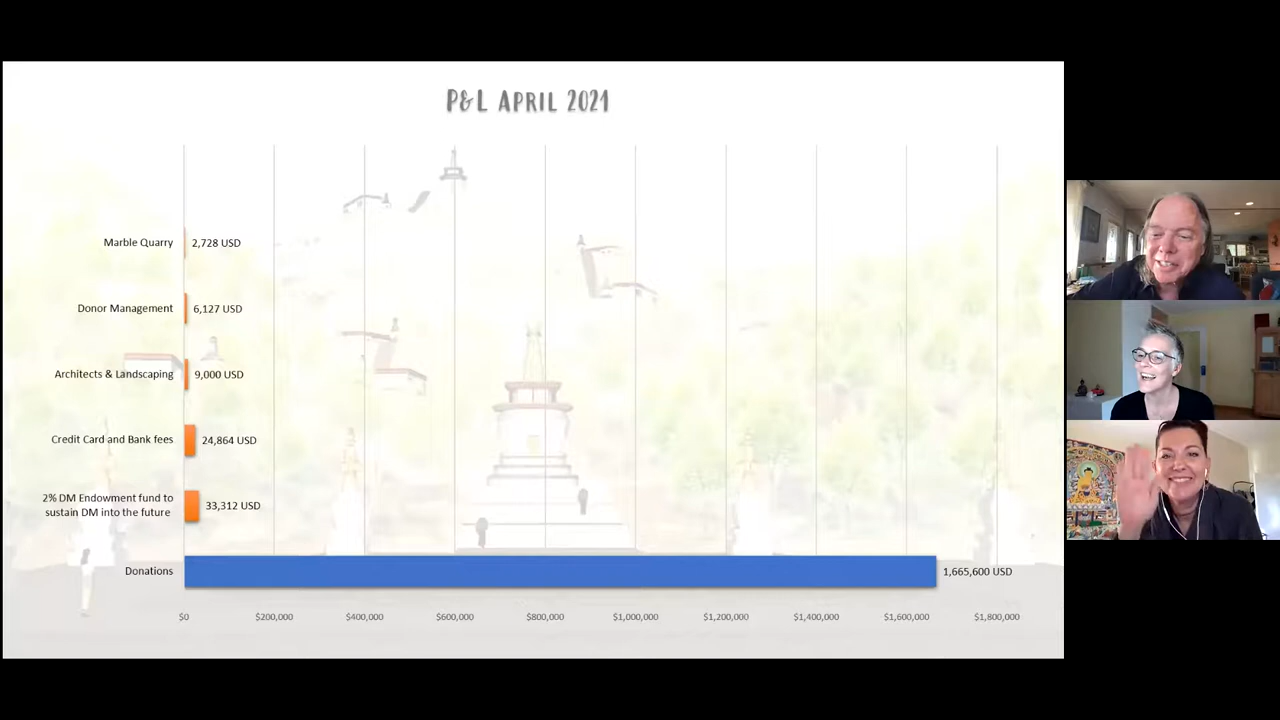 P&L APRIL 2021
Marble Quarry
2,728 USD
Donor Management
6,127 USD
Architects & Landscaping
9,000 USD
Credit Card and Bank fees
24,864 USD
2% DM Endowment fund to
sustain DM into the future
33,312 USD
Donations
1,665,600 USD
$0
$200,000
$400,000
$600,000
$800,000
$1,000,000
$1,200,000
$1,400,000
$1,600,000
$1,800,000